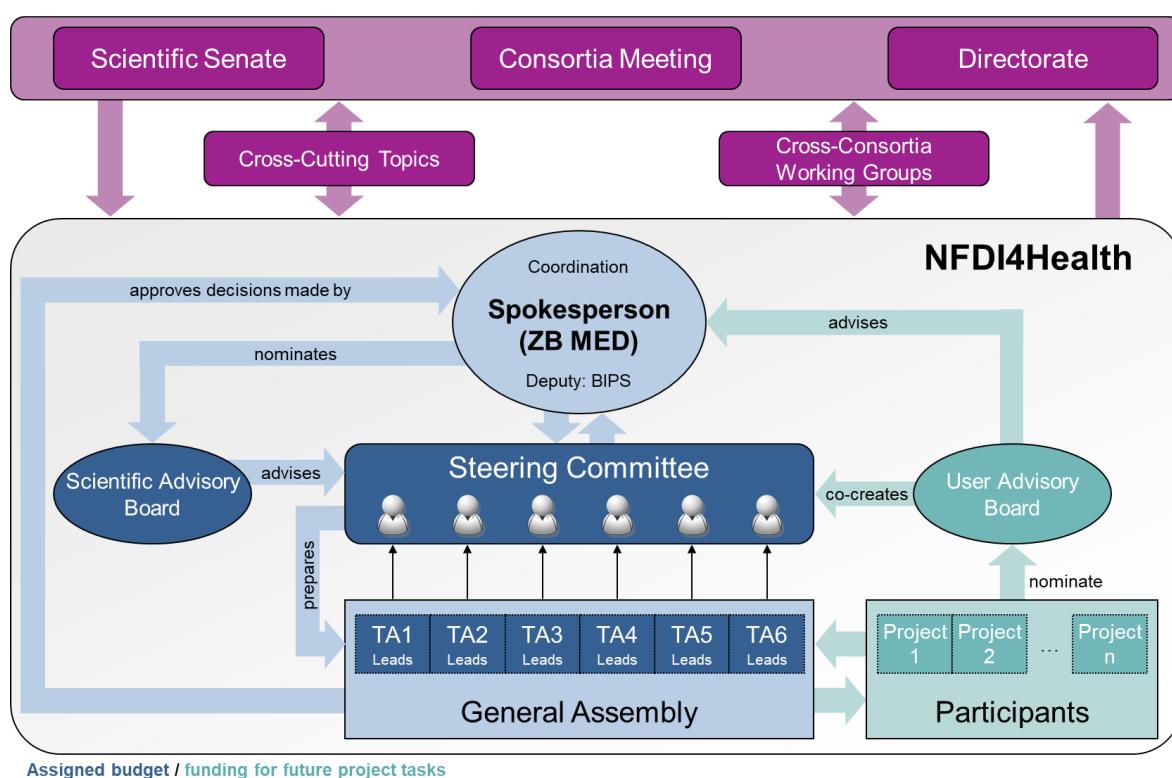 Scientific Senate
Consortia Meeting
Directorate
Cross-Cutting Topics
Cross-Consortia
Working Groups
NFDI4Health
Coordination
Spokesperson
(ZB MED)
Deputy: BIPS
approves decisions made by
advises
nominates
Scientific Advisory
Board
advises
Steering Committee
co-creates
User Advisory
Board
prepares
nominate
TA1
Leads
TA2
Leads
TA3
Leads
TA4
Leads
TA5
Leads
TA6
Leads
General Assembly
Project
1
Project
2
...
Project
n
Participants
Assigned budget / funding for future project tasks